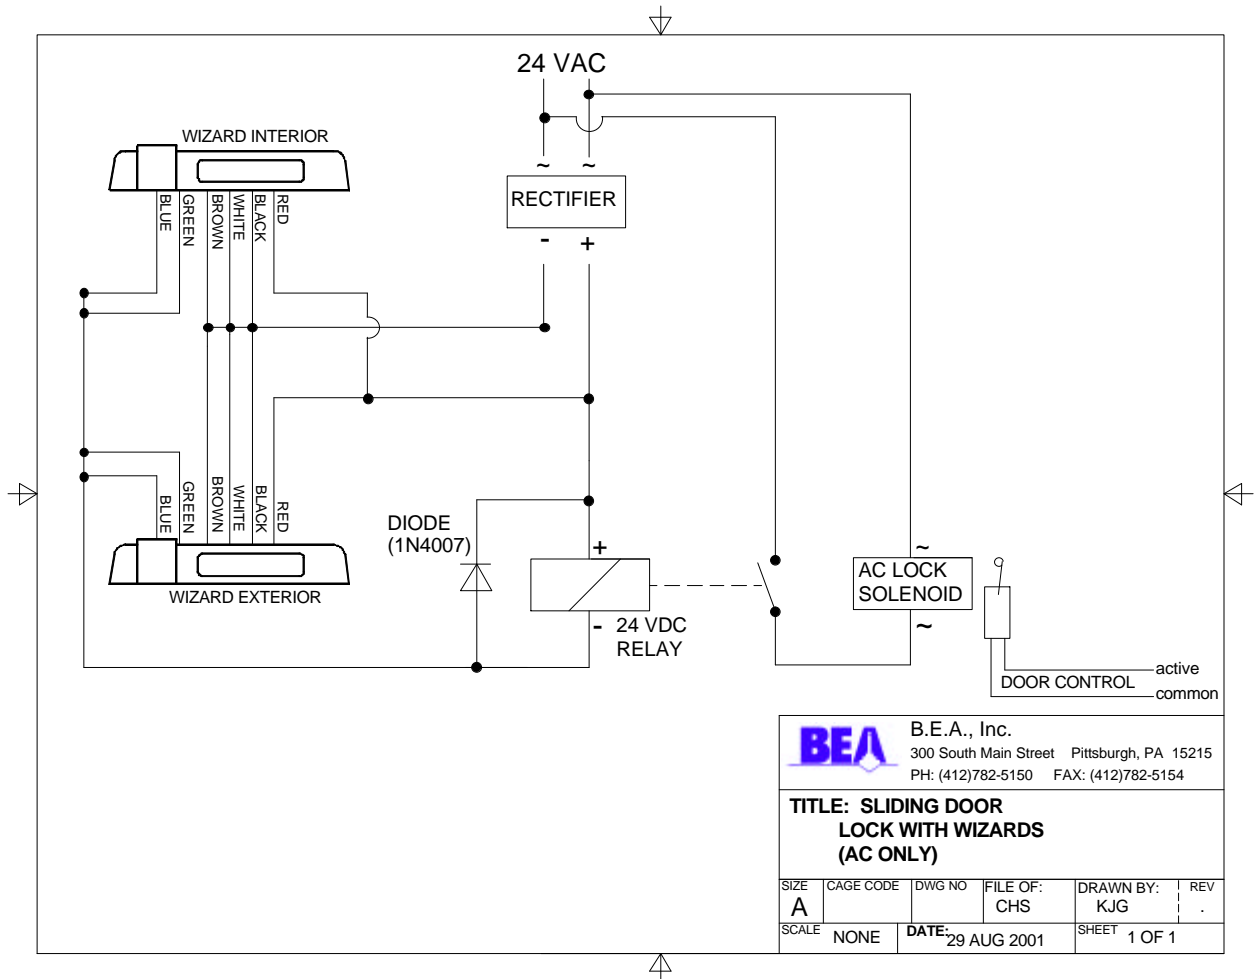 24 VAC
WIZARD INTERIOR
BLUE
GREEN
BROWN
WHITE
BLACK
RED
~ ~
RECTIFIER
- +
BLUE
GREEN
BROWN
WHITE
BLACK
RED
WIZARD EXTERIOR
DIODE
(1N4007)
+
-
24 VDC
RELAY
~
AC LOCK
SOLENOID
~
active
DOOR CONTROL
common
BEA
B.E.A., Inc.
300 South Main Street Pittsburgh, PA 15215
PH: (412)782-5150 FAX: (412)782-5154
TITLE: SLIDING DOOR
LOCK WITH WIZARDS
(AC ONLY)
SIZE CAGE CODE DWG NO FILE OF: DRAWN BY: REV
A CHS KJG .
SCALE NONE DATE: 29 AUG 2001 SHEET 1 OF 1